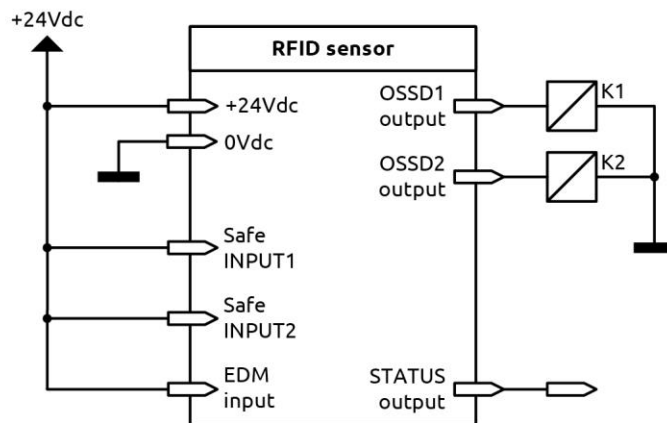 +24Vdc
RFID sensor
+24Vdc
0Vdc
Safe
INPUT1
Safe
INPUT2
EDM
input
OSSD1
output
K1
OSSD2
output
K2
STATUS
output